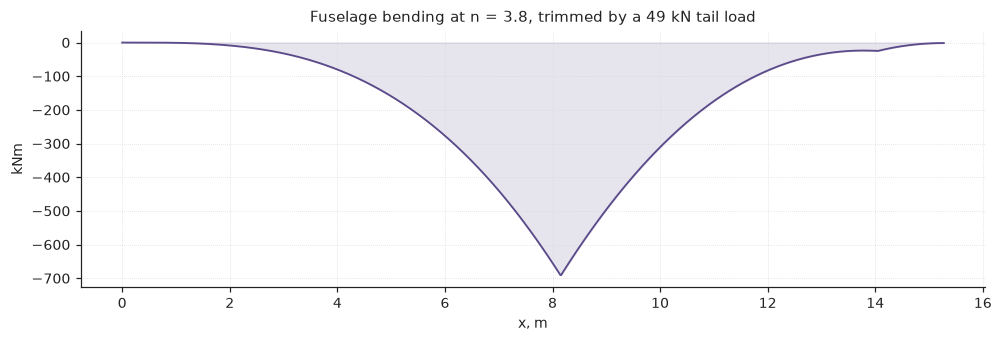 Fuselage bending at n = 3.8, trimmed by a 49 kN tail load
kNm
0
−100
−200
−300
−400
−500
−600
−700
0 2 4 6 8 10 12 14 16
x, m